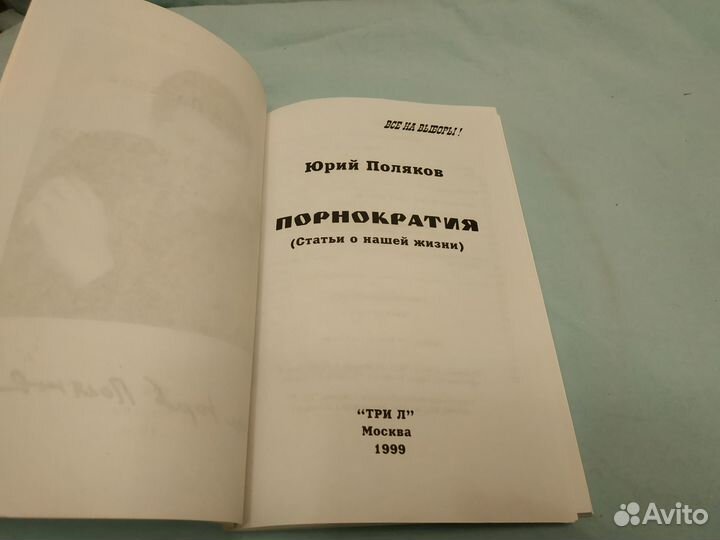 ВСЕ НА ВЫБОРЫ!
Юрий Поляков
ПОРНОКРАТИЯ
(Статьи о нашей жизни)
"ТРИ Л"
Москва
1999
Avito